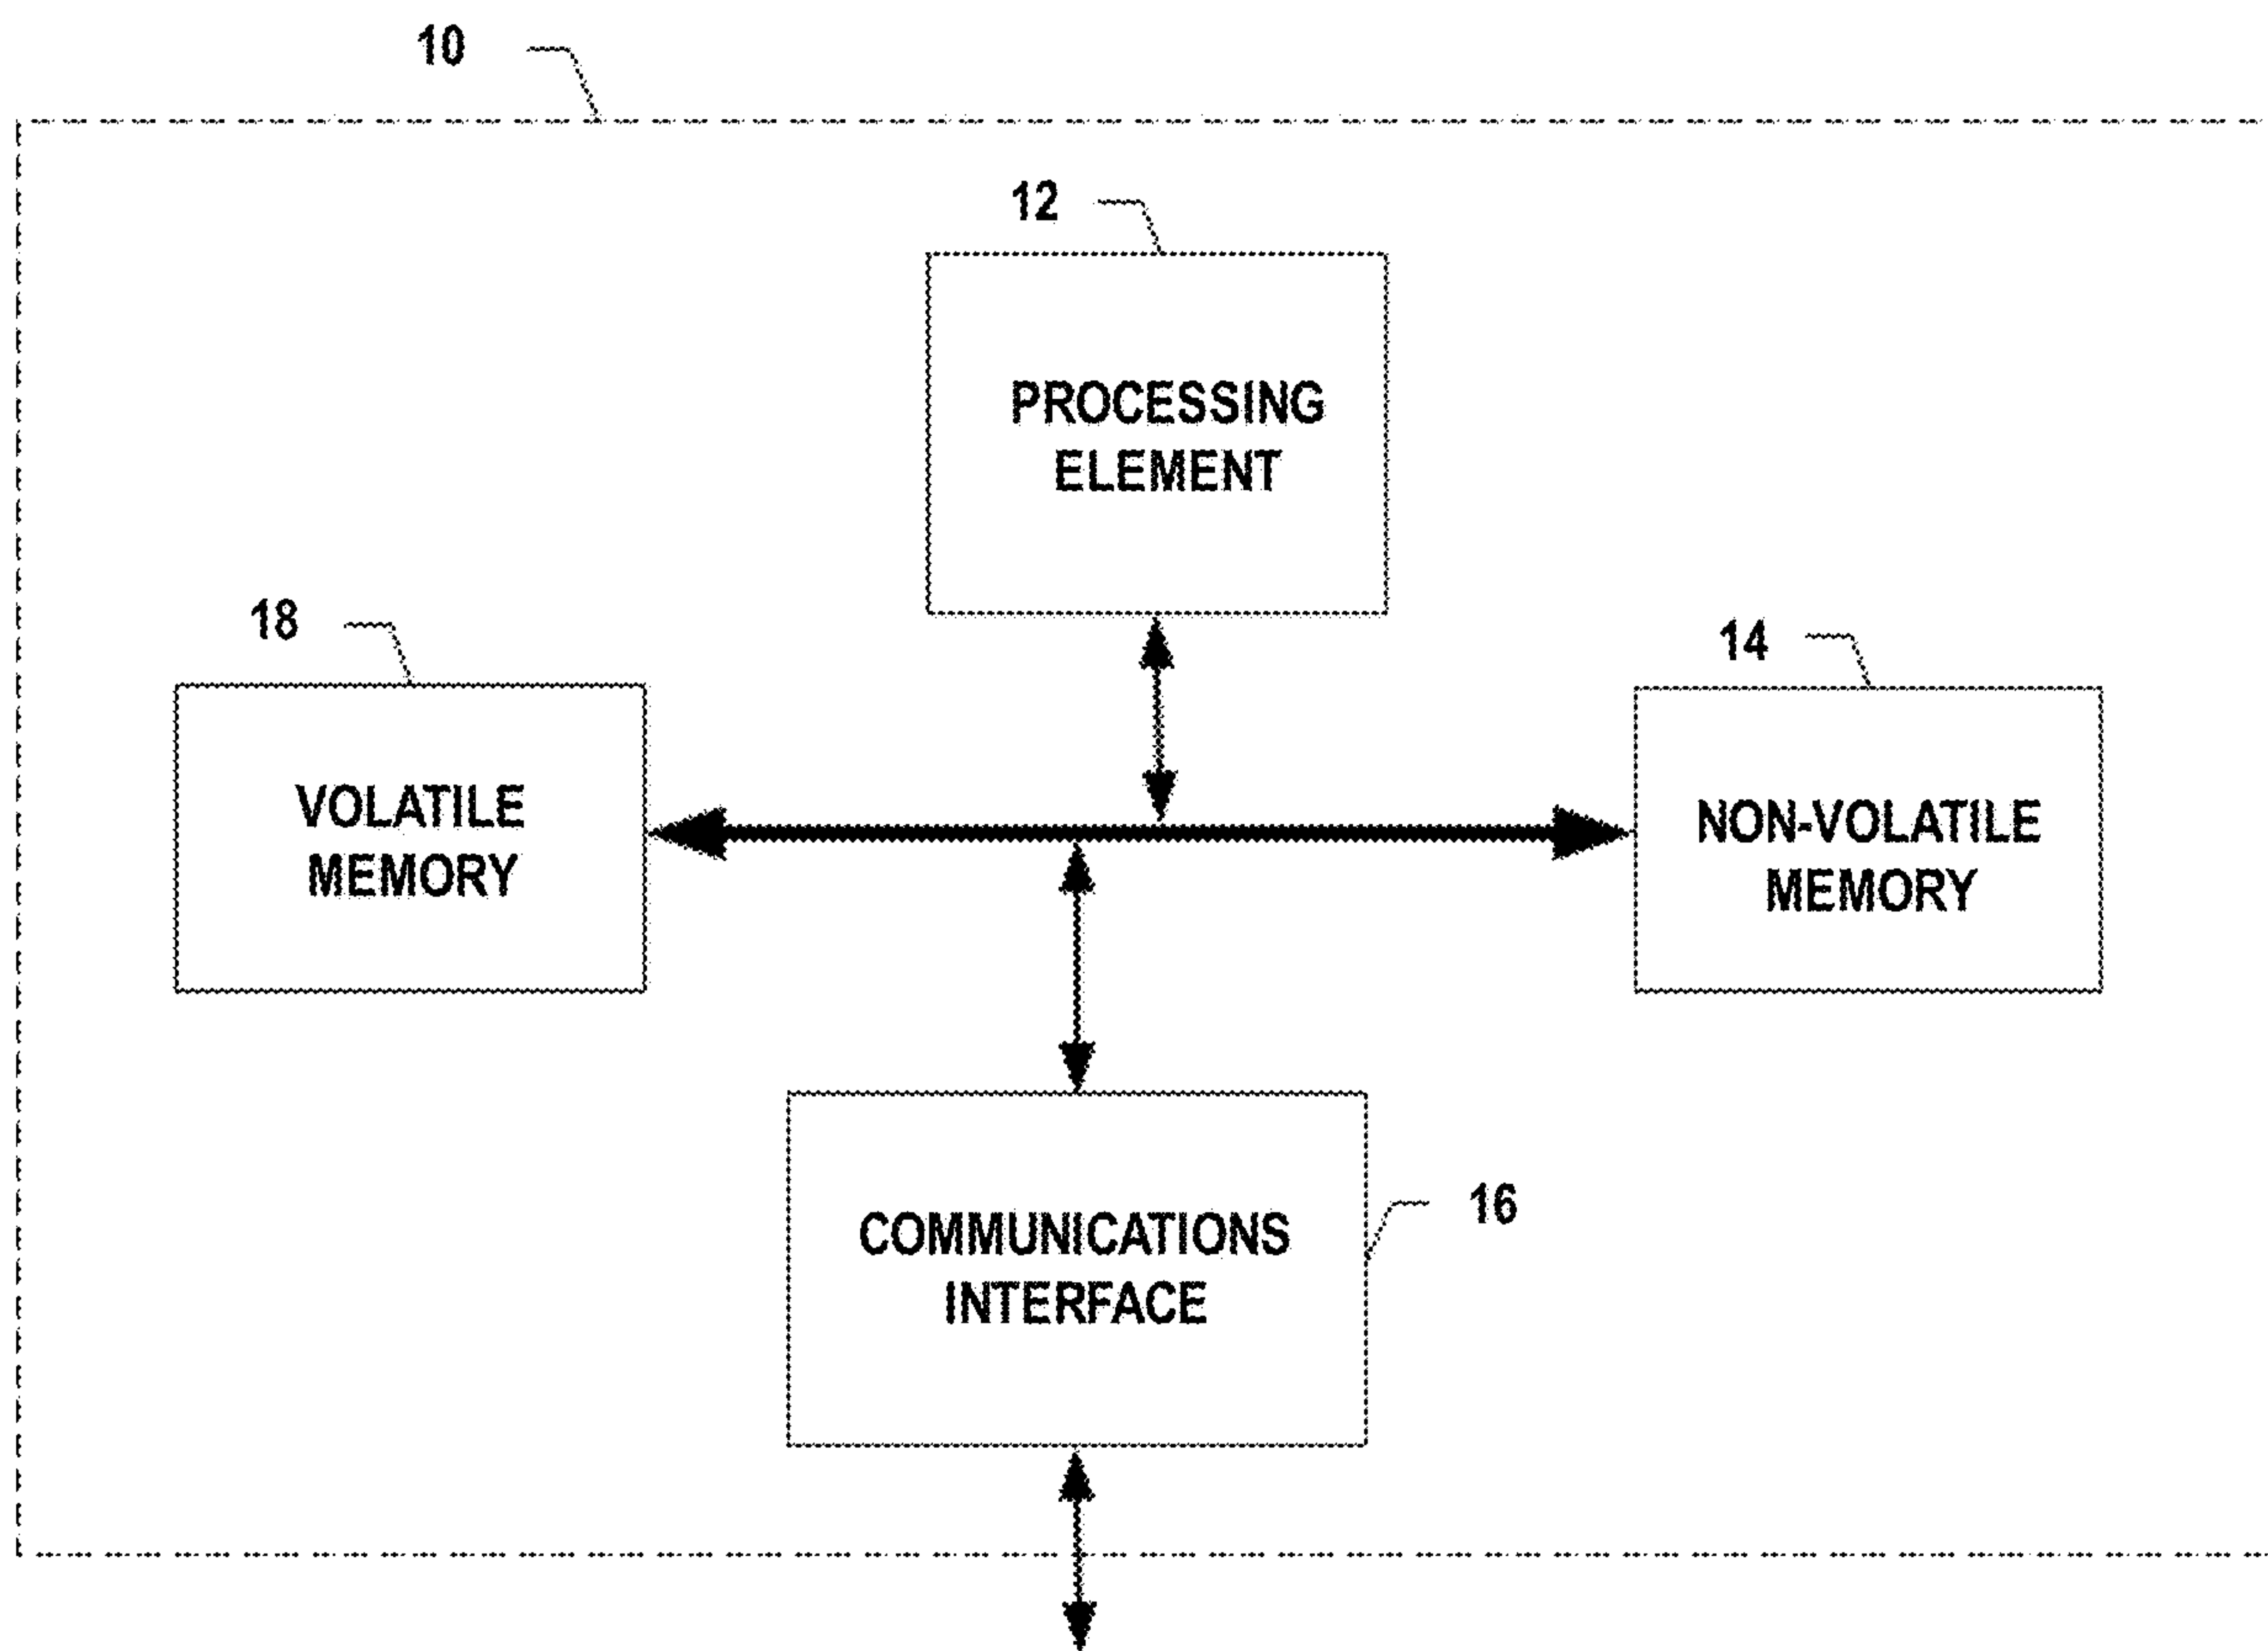 10
12
PROCESSING
ELEMENT
18
14
VOLATILE
MEMORY
NON-VOLATILE
MEMORY
16
COMMUNICATIONS
INTERFACE